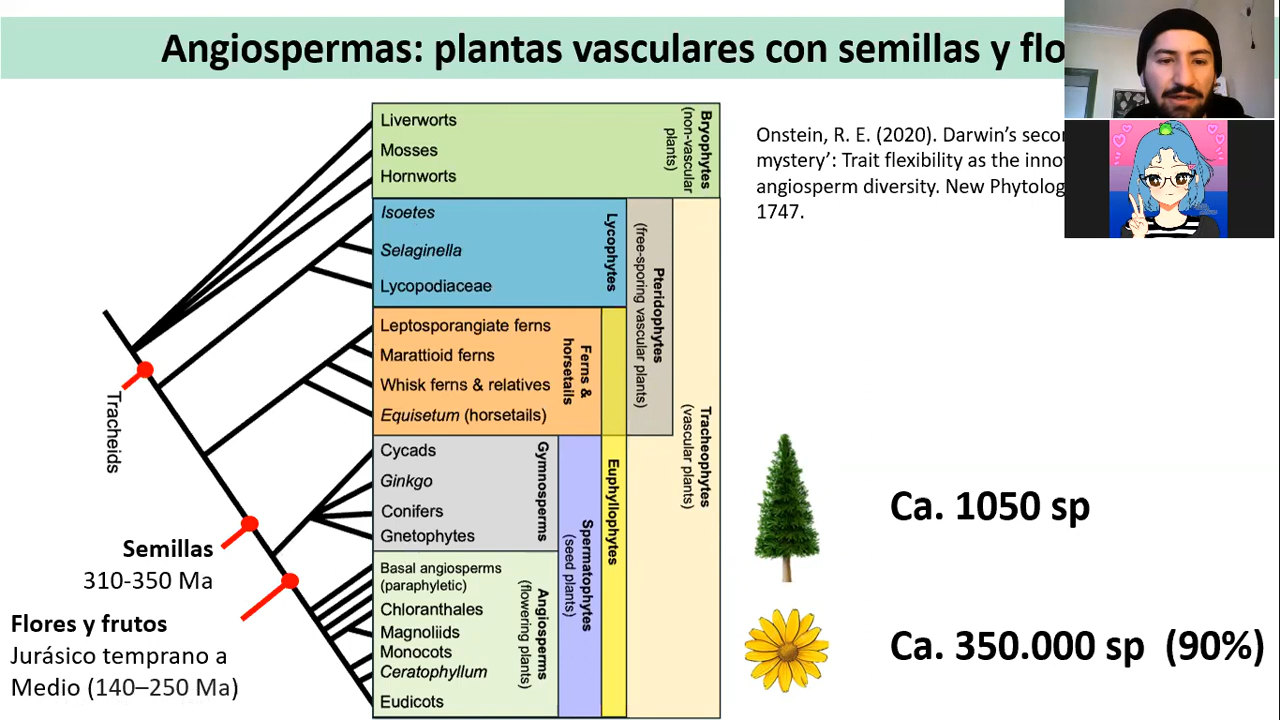 Angiospermas: plantas vasculares con semillas y flo
Onstein, R. E. (2020). Darwin's seco
mystery': Trait flexibility as the inno
angiosperm diversity. New Phytolog
1747.
Liverworts
Mosses
Hornworts
Bryophytes
(non-vascular
plants)
Isoetes
Selaginella
Lycopodiaceae
Lycophytes
Pteridophytes
(free-sporing vascular plants)
Leptosporangiate ferns
Marattioid ferns
Whisk ferns & relatives
Equisetum (horsetails)
Ferns &
horsetails
Tracheophytes
(vascular plants)
Cycads
Ginkgo
Conifers
Gnetophytes
Gymnosperms
Euphyllophytes
Spermatophytes
(seed plants)
Basal angiosperms
(paraphyletic)
Chloranthales
Magnoliids
Monocots
Ceratophyllum
Eudicots
Angiosperms
(flowering plants)
Tracheids
Semillas
310-350 Ma
Flores y frutos
Jurásico temprano a
Medio (140–250 Ma)
Ca. 1050 sp
Ca. 350.000 sp (90%)